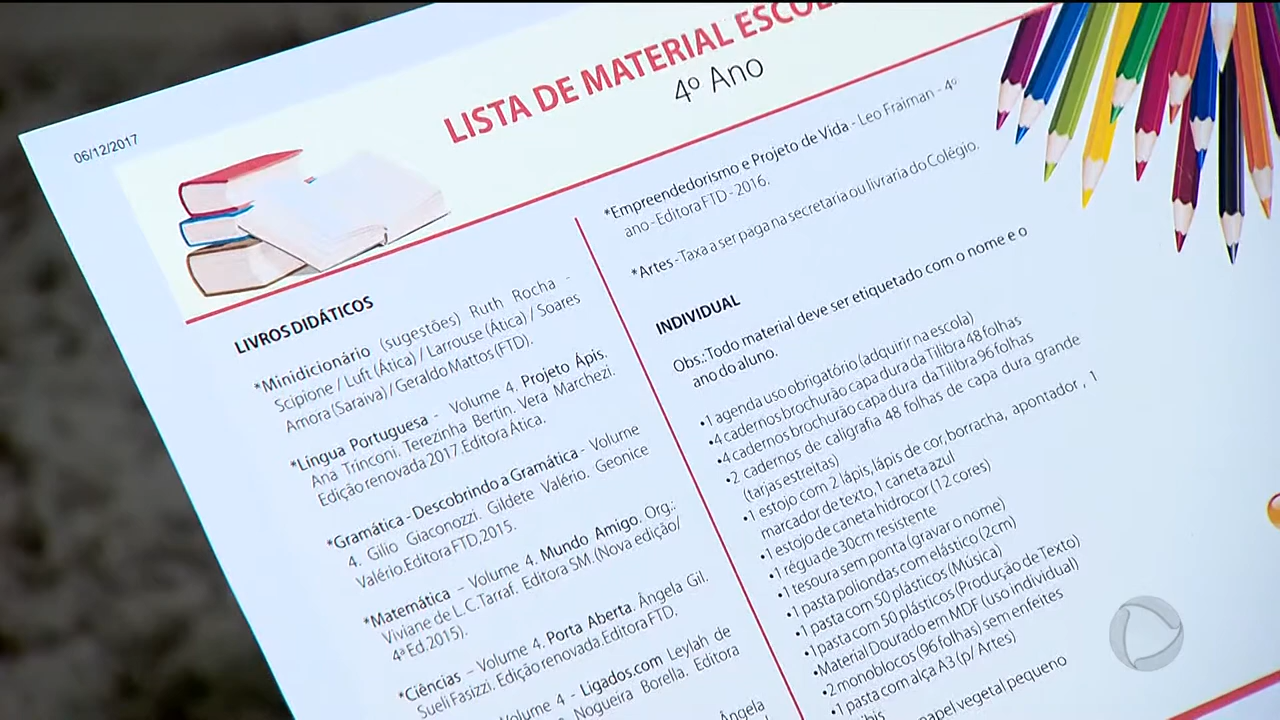 06/12/2017
LISTA DE MATERIAL
4º Ano
LIVROS DIDÁTICOS
*Minidicionário (sugestões) Ruth Rocha -
Scipione / Luft (Ática) / Larrouse (Ática) / Soares
Amora (Saraiva) / Geraldo Mattos (FTD).
*Língua Portuguesa - Volume 4. Projeto Ápis.
Ana Trinconi. Terezinha Bertin. Vera Marchezi.
Edição renovada 2017. Editora Ática.
*Gramática - Descobrindo a Gramática - Volume
4. Gilio Giaconozzi. Gildete Valério. Geonice
Valério. Editora FTD, 2015.
*Matemática – Volume 4. Mundo Amigo. Org.:
Viviane de L. C. Tarraf. Editora SM. (Nova edição/
4ª Ed. 2015).
*Ciências – Volume 4. Porta Aberta. Ângela Gil.
Sueli Fasizzi. Edição renovada. Editora FTD.
4 - Ligados.com Leylah de
Nogueira Borella. Editora
Ângela
*Empreendedorismo e Projeto de Vida - Leo Fraiman - 4º
ano - Editora FTD - 2016.
*Artes - Taxa a ser paga na secretaria ou livraria do Colégio.
INDIVIDUAL
Obs.: Todo material deve ser etiquetado com o nome e o
ano do aluno.
•1 agenda uso obrigatório (adquirir na escola)
•4 cadernos brochurão capa dura da Tilibra 48 folhas
•4 cadernos brochurão capa dura da Tilibra 96 folhas
•2 cadernos de caligrafia 48 folhas de capa dura grande
(tarjas estreitas)
•1 estojo com 2 lápis, lápis de cor, borracha, apontador , 1
marcador de texto, 1 caneta azul
•1 estojo de caneta hidrocor (12 cores)
•1 régua de 30cm resistente
•1 tesoura sem ponta (gravar o nome)
•1 pasta poliondas com elástico (2cm)
•1 pasta com 50 plásticos (Música)
•1 pasta com 50 plásticos (Produção de Texto)
•Material Dourado em MDF (uso individual)
•2 monoblocos (96 folhas) sem enfeites
•1 pasta com alça A3 (p/ Artes)
papel vegetal pequeno